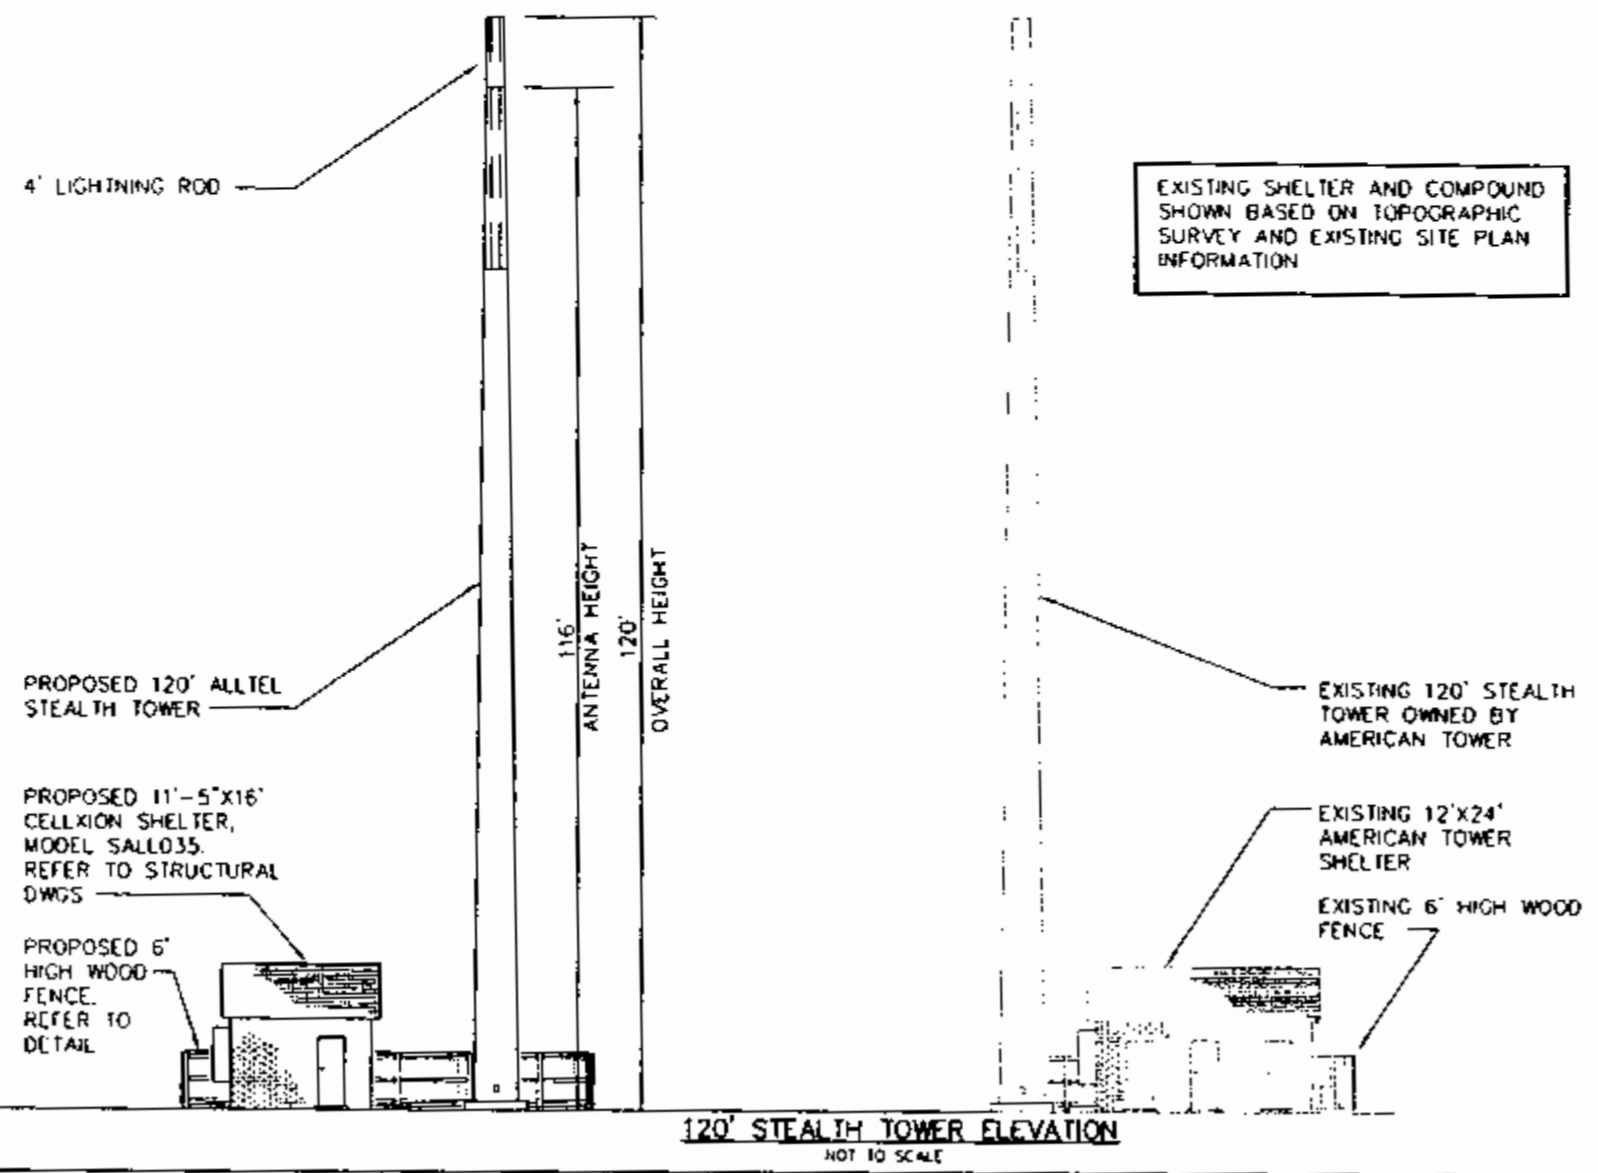 4' LIGHTNING ROD
EXISTING SHELTER AND COMPOUND
SHOWN BASED ON TOPOGRAPHIC
SURVEY AND EXISTING SITE PLAN
INFORMATION
116'
ANTENNA HEIGHT
120'
OVERALL HEIGHT
PROPOSED 120' ALLTEL
STEALTH TOWER
EXISTING 120' STEALTH
TOWER OWNED BY
AMERICAN TOWER
PROPOSED 11'-5"X16'
CELLXION SHELTER,
MODEL SALL035.
REFER TO STRUCTURAL
DWGS
EXISTING 12'X24'
AMERICAN TOWER
SHELTER
EXISTING 6' HIGH WOOD
FENCE
PROPOSED 6'
HIGH WOOD
FENCE.
REFER TO
DETAIL
120' STEALTH TOWER ELEVATION
NOT TO SCALE